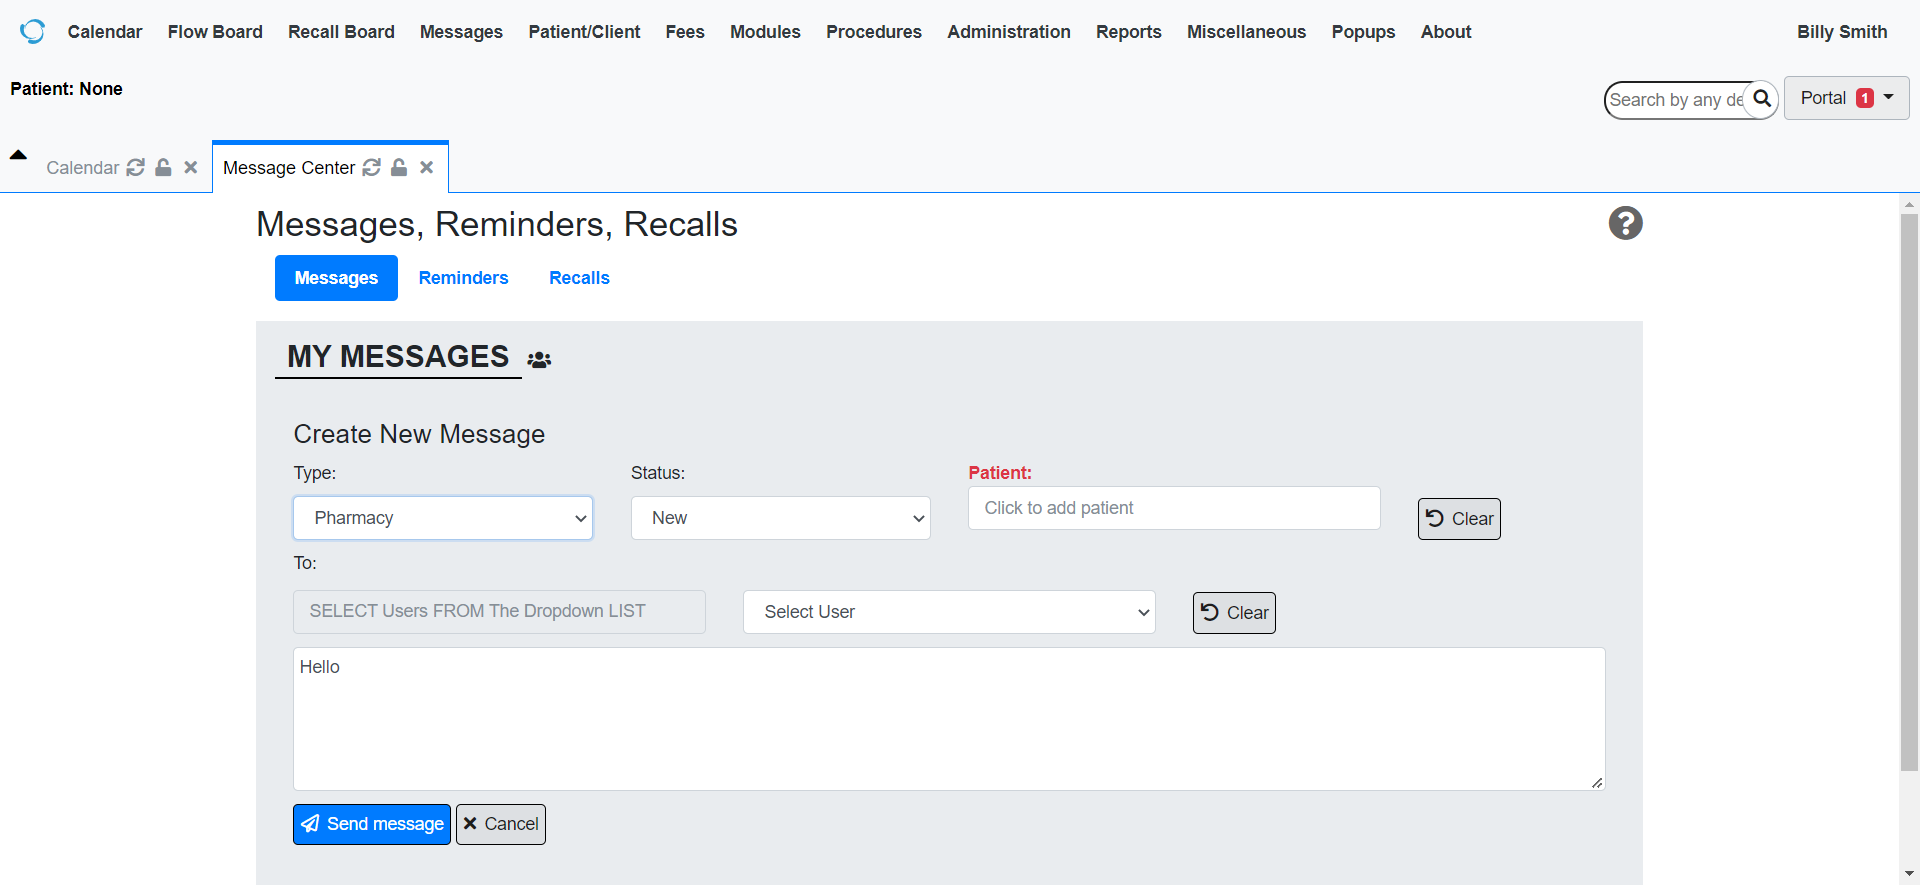 Calendar Flow Board Recall Board Messages Patient/Client Fees Modules Procedures Administration Reports Miscellaneous Popups About Billy Smith
Patient: None
Search by any de
Portal 1
Calendar
Message Center
Messages, Reminders, Recalls
Messages Reminders Recalls
MY MESSAGES
Create New Message
Type: Status: Patient:
Pharmacy New Click to add patient Clear
To:
SELECT Users FROM The Dropdown LIST Select User Clear
Hello
Send message Cancel